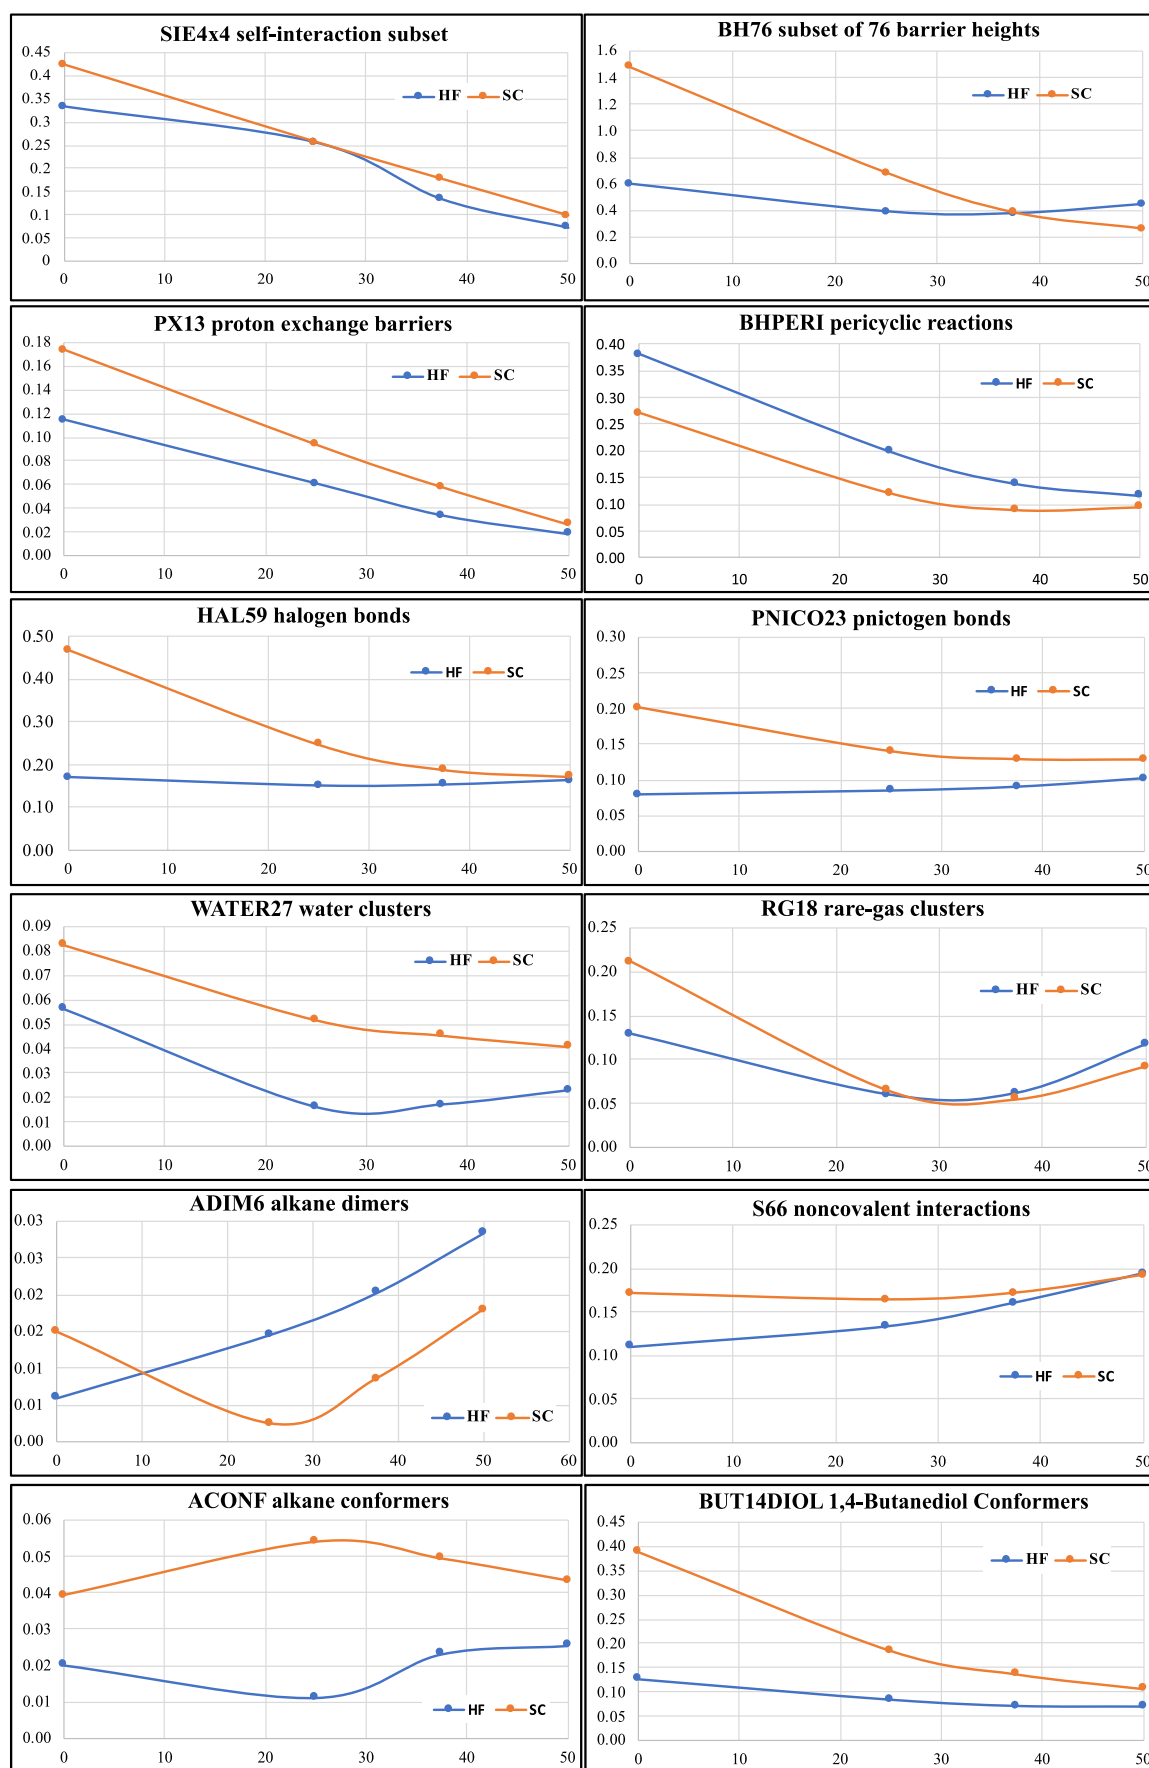 SIE4x4 self-interaction subset
0.45
0.4
0.35
0.3
0.25
0.2
0.15
0.1
0.05
0
HF SC
0 10 20 30 40 50
BH76 subset of 76 barrier heights
1.6
1.4
1.2
1.0
0.8
0.6
0.4
0.2
0.0
HF SC
0 10 20 30 40 50
PX13 proton exchange barriers
0.18
0.16
0.14
0.12
0.10
0.08
0.06
0.04
0.02
0.00
HF SC
0 10 20 30 40 50
BHPERI pericyclic reactions
0.40
0.35
0.30
0.25
0.20
0.15
0.10
0.05
0.00
HF SC
0 10 20 30 40 50
HAL59 halogen bonds
0.50
0.40
0.30
0.20
0.10
0.00
HF SC
0 10 20 30 40 50
PNICO23 pnictogen bonds
0.30
0.25
0.20
0.15
0.10
0.05
0.00
HF SC
0 10 20 30 40 50
WATER27 water clusters
0.09
0.08
0.07
0.06
0.05
0.04
0.03
0.02
0.01
0.00
HF SC
0 10 20 30 40 50
RG18 rare-gas clusters
0.25
0.20
0.15
0.10
0.05
0.00
HF SC
0 10 20 30 40 50
ADIM6 alkane dimers
0.03
0.03
0.02
0.02
0.01
0.01
0.00
HF SC
0 10 20 30 40 50 60
S66 noncovalent interactions
0.25
0.20
0.15
0.10
0.05
0.00
HF SC
0 10 20 30 40 50
ACONF alkane conformers
0.06
0.05
0.04
0.03
0.02
0.01
0.00
HF SC
0 10 20 30 40 50
BUT14DIOL 1,4-Butanediol Conformers
0.45
0.40
0.35
0.30
0.25
0.20
0.15
0.10
0.05
0.00
HF SC
0 10 20 30 40 50